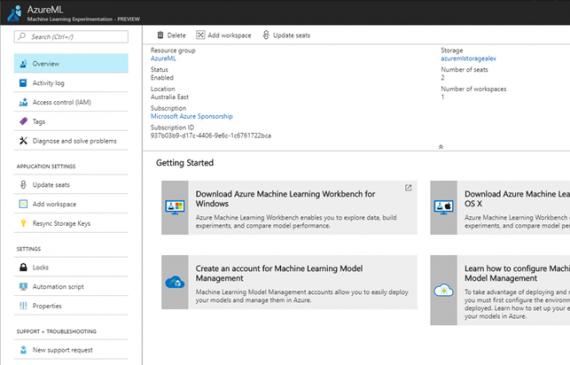 AzureML
Machine Learning Experimentation - PREVIEW
Search (Ctrl+/)
Overview
Activity log
Access control (IAM)
Tags
Diagnose and solve problems
APPLICATION SETTINGS
Update seats
Add workspace
Resync Storage Keys
SETTINGS
Locks
Automation script
Properties
SUPPORT + TROUBLESHOOTING
New support request
Delete
Add workspace
Update seats
Resource group
AzureML
Status
Enabled
Location
Australia East
Subscription
Microsoft Azure Sponsorship
Subscription ID
937b03b9-d17c-4406-9e6c-1c6761722bca
Storage
azuremlstoragealex
Number of seats
2
Number of workspaces
1
Getting Started
Download Azure Machine Learning Workbench for
Windows
Azure Machine Learning Workbench enables you to explore data, build
experiments, and compare model performance.
Download Azure Machine L
OS X
Azure Machine Learning Workbench
experiments, and compare model perf
Create an account for Machine Learning Model
Management
Machine Learning Model Management accounts allow you to easily deploy
your models and manage them in Azure.
Learn how to configure Machi
Model Management
To take advantage of deploying and
you must first configure the environm
deployed. Learn how to set up your e
your models in Azure.